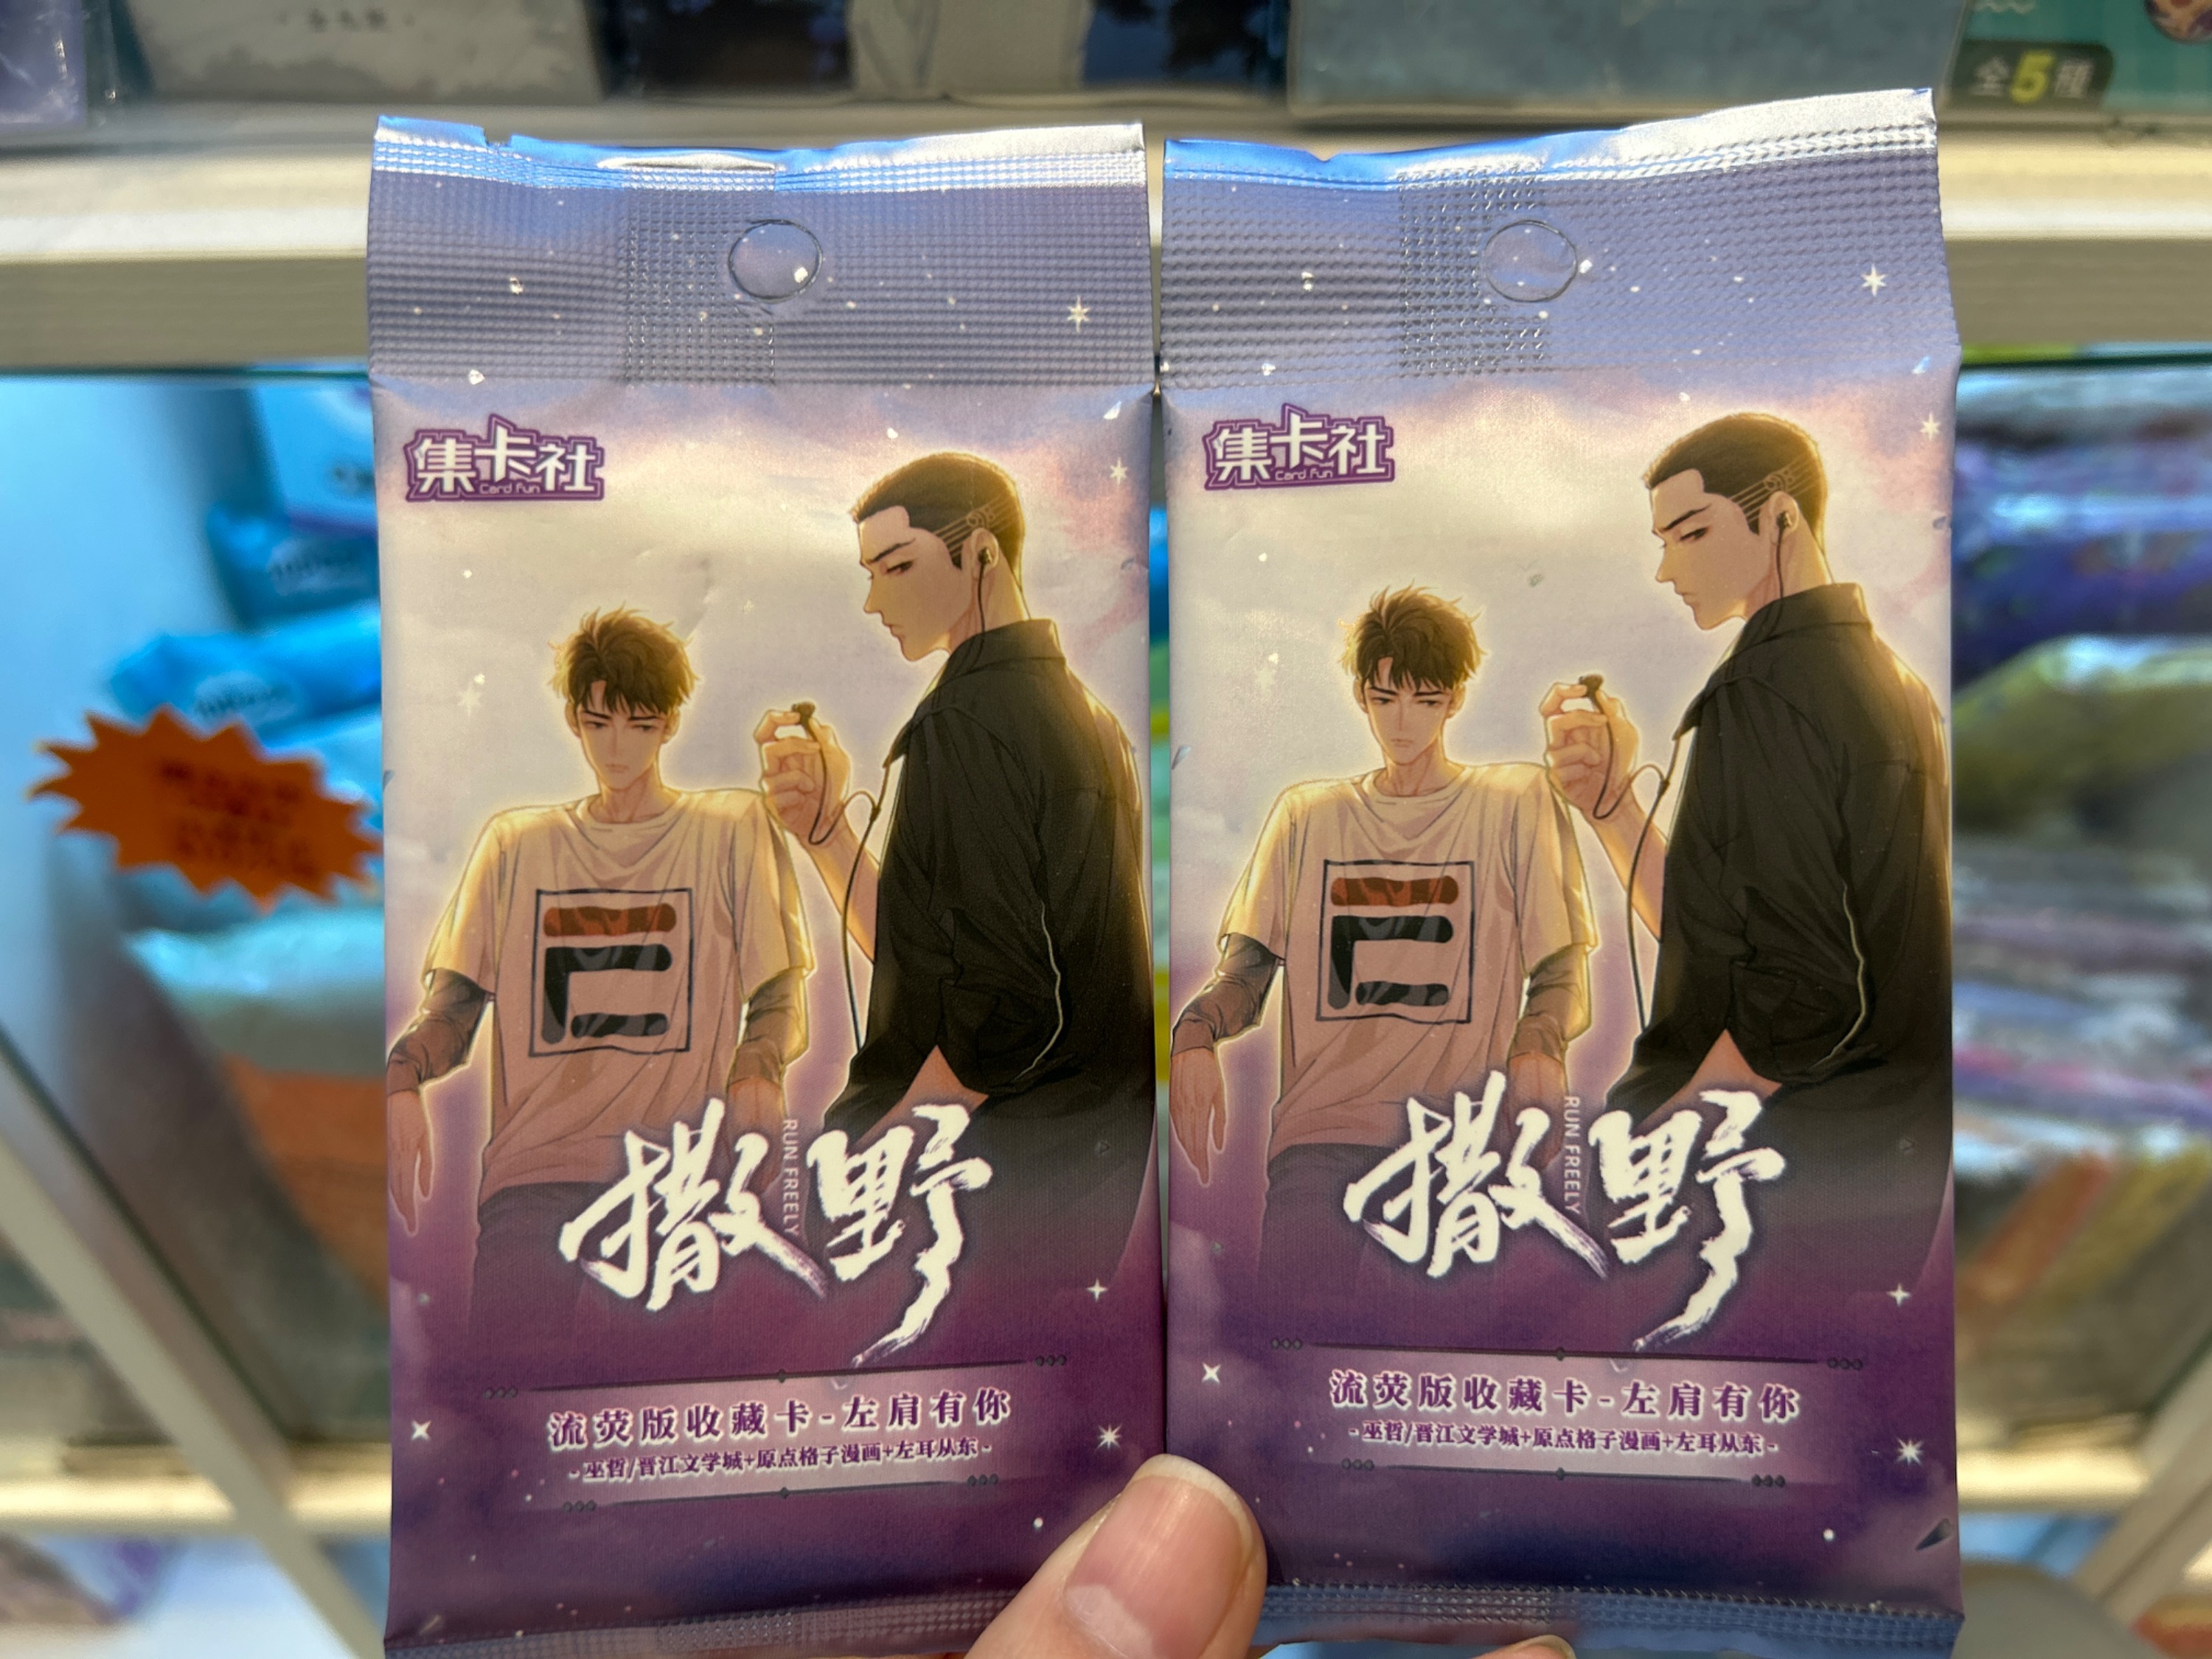 全5種
集卡社
Card Fun
撒野
RUN FREELY
流荧版收藏卡-左肩有你
-巫哲/晋江文学城+原点格子漫画+左耳从东-
集卡社
Card Fun
撒野
RUN FREELY
流荧版收藏卡-左肩有你
-巫哲/晋江文学城+原点格子漫画+左耳从东-